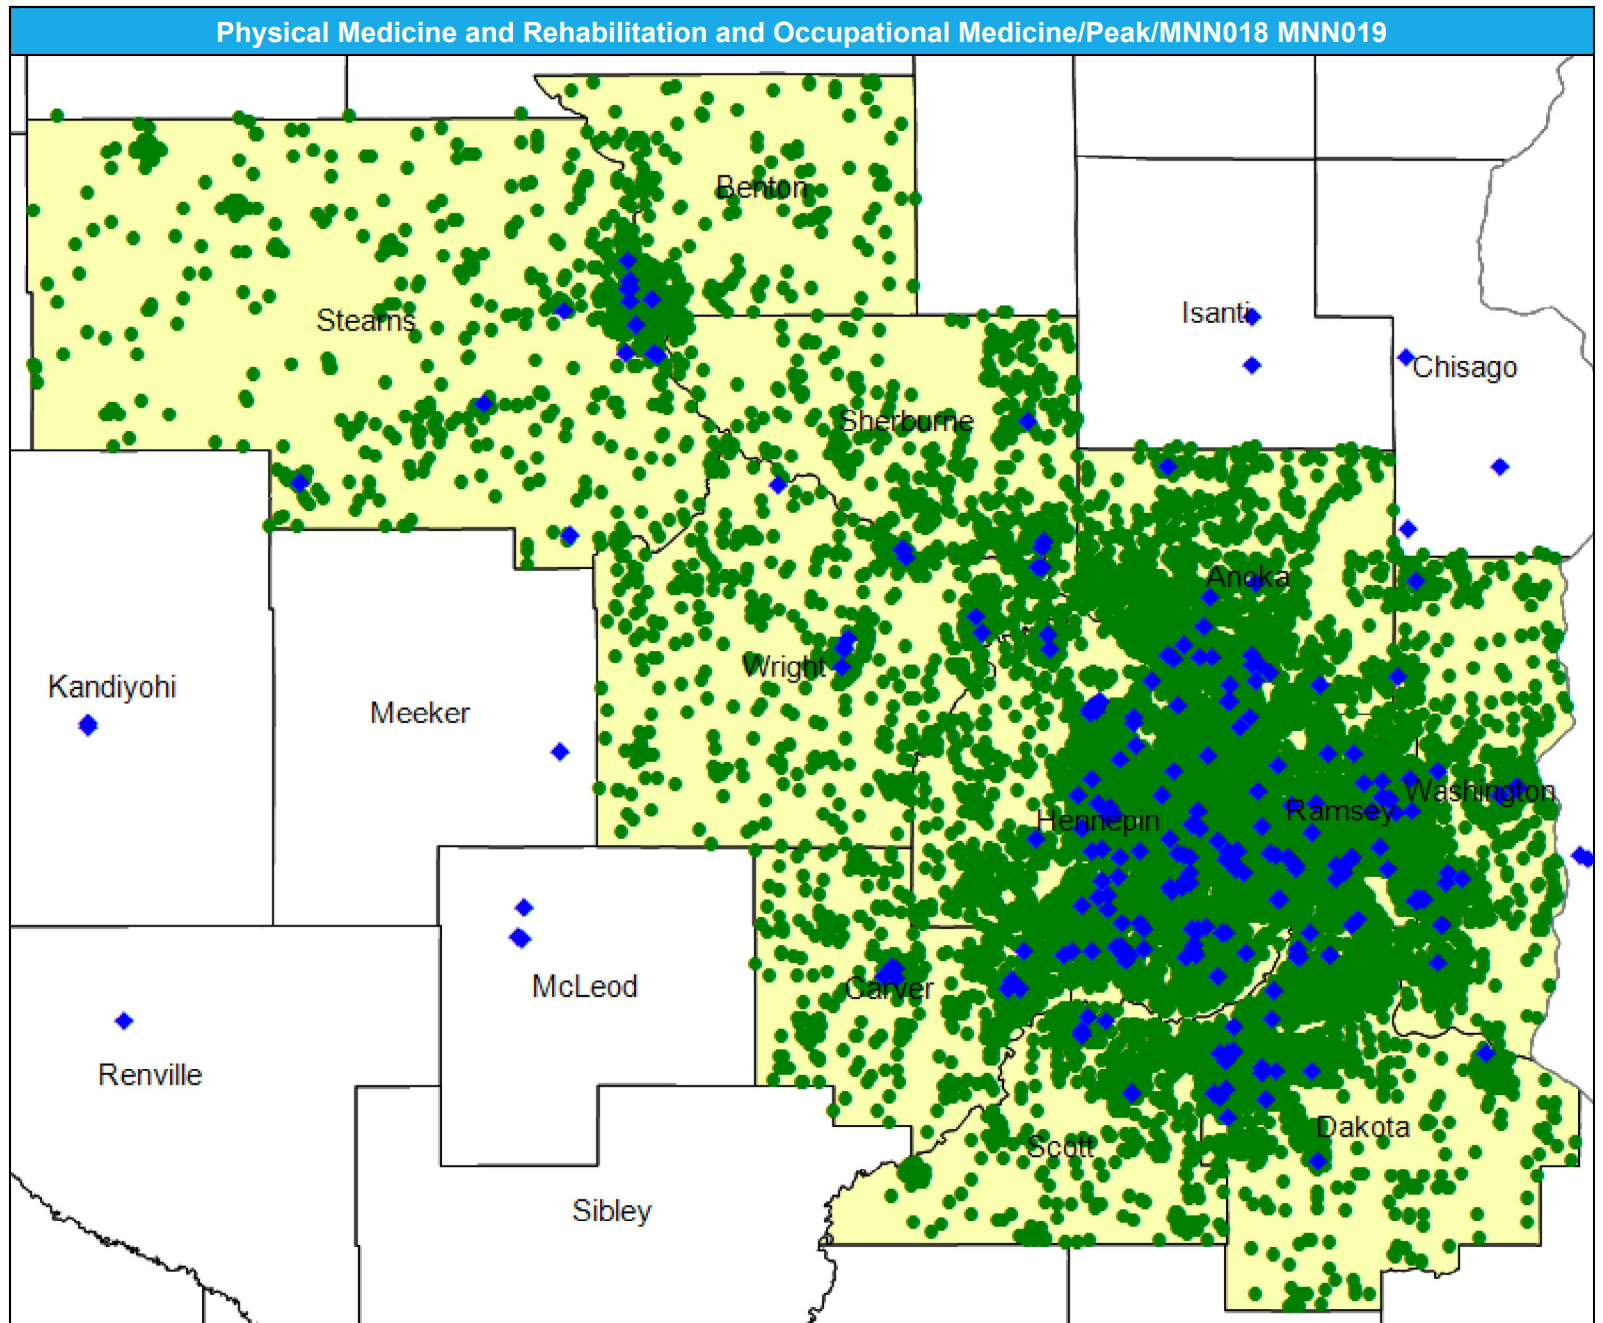 Physical Medicine and Rehabilitation and Occupational Medicine/Peak/MNN018 MNN019
Benton
Isanti
Stearns
Chisago
Sherburne
Anoka
Wright
Kandiyohi
Meeker
Washington
Ramsey
Hennepin
McLeod
Carver
Renville
Dakota
Scott
Sibley